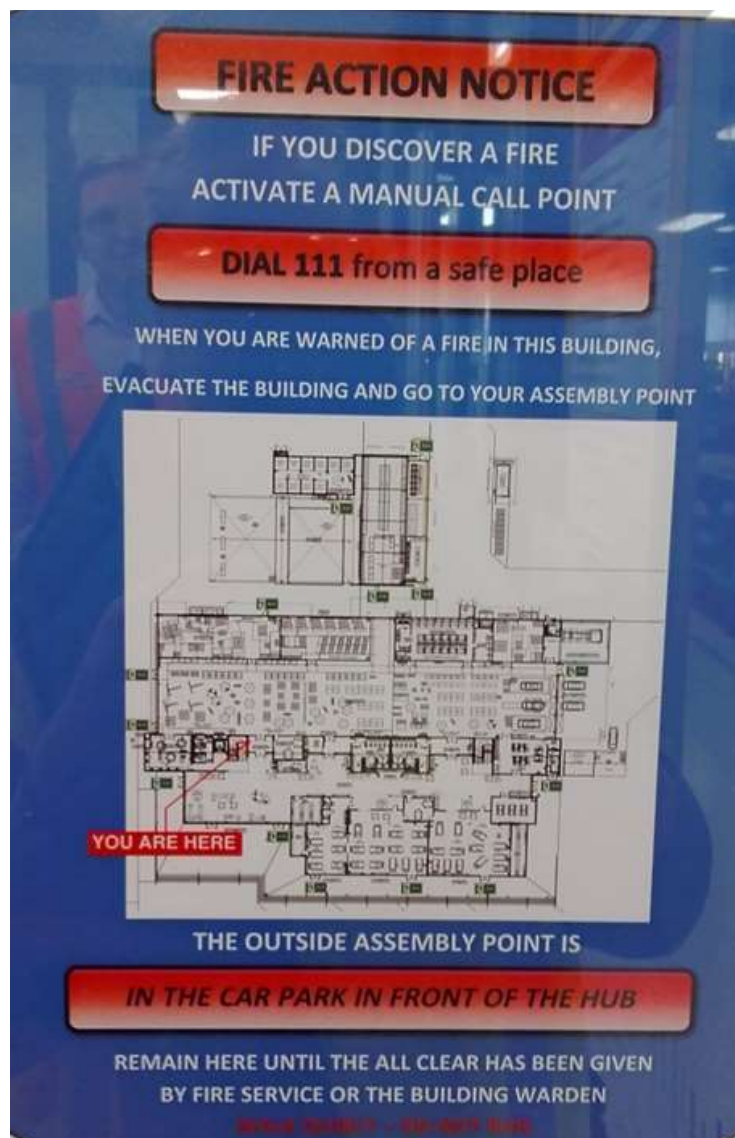 FIRE ACTION NOTICE
IF YOU DISCOVER A FIRE
ACTIVATE A MANUAL CALL POINT
DIAL 111 from a safe place
WHEN YOU ARE WARNED OF A FIRE IN THIS BUILDING,
EVACUATE THE BUILDING AND GO TO YOUR ASSEMBLY POINT
YOU ARE HERE
THE OUTSIDE ASSEMBLY POINT IS
IN THE CAR PARK IN FRONT OF THE HUB
REMAIN HERE UNTIL THE ALL CLEAR HAS BEEN GIVEN
BY FIRE SERVICE OR THE BUILDING WARDEN